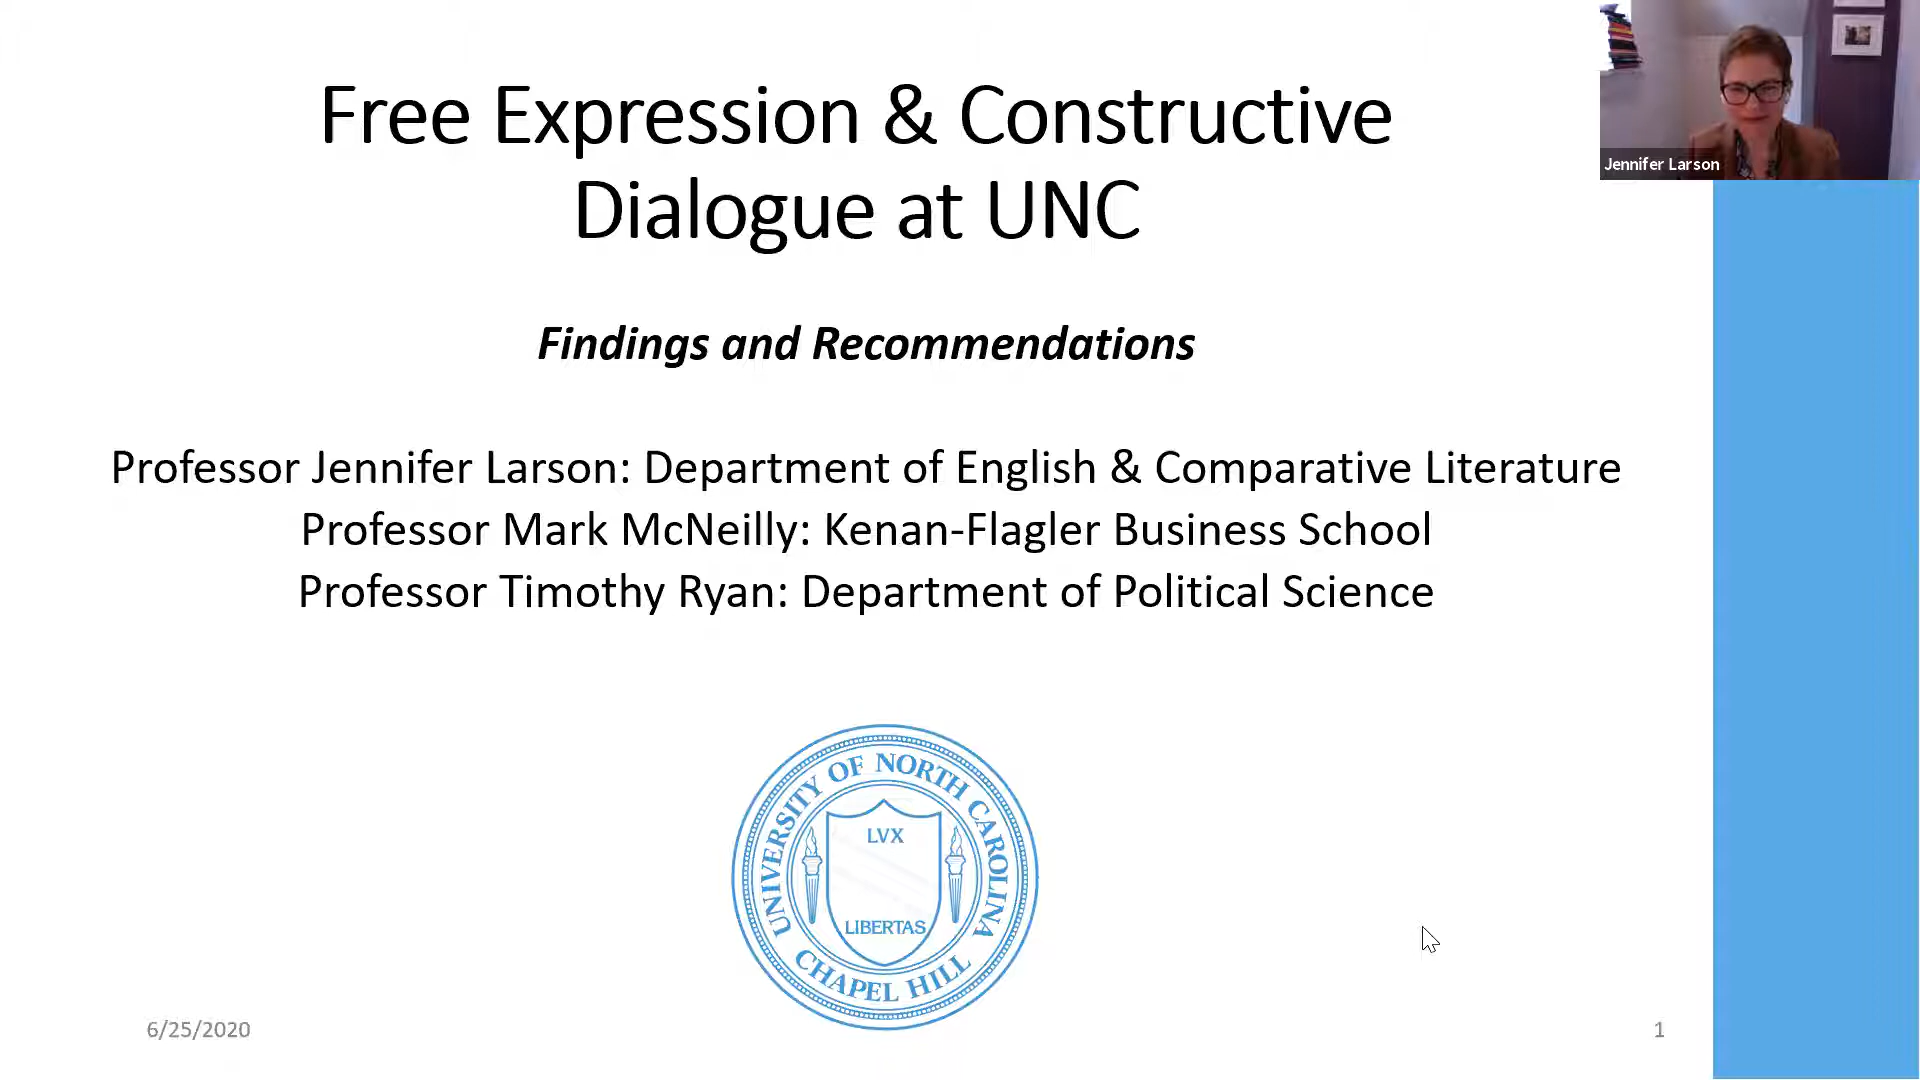 Free Expression & Constructive
Dialogue at UNC
Jennifer Larson
Findings and Recommendations
Professor Jennifer Larson: Department of English & Comparative Literature
Professor Mark McNeilly: Kenan-Flagler Business School
Professor Timothy Ryan: Department of Political Science
UNIVERSITY OF NORTH CAROLINA
LVX
LIBERTAS
CHAPEL HILL
6/25/2020
1